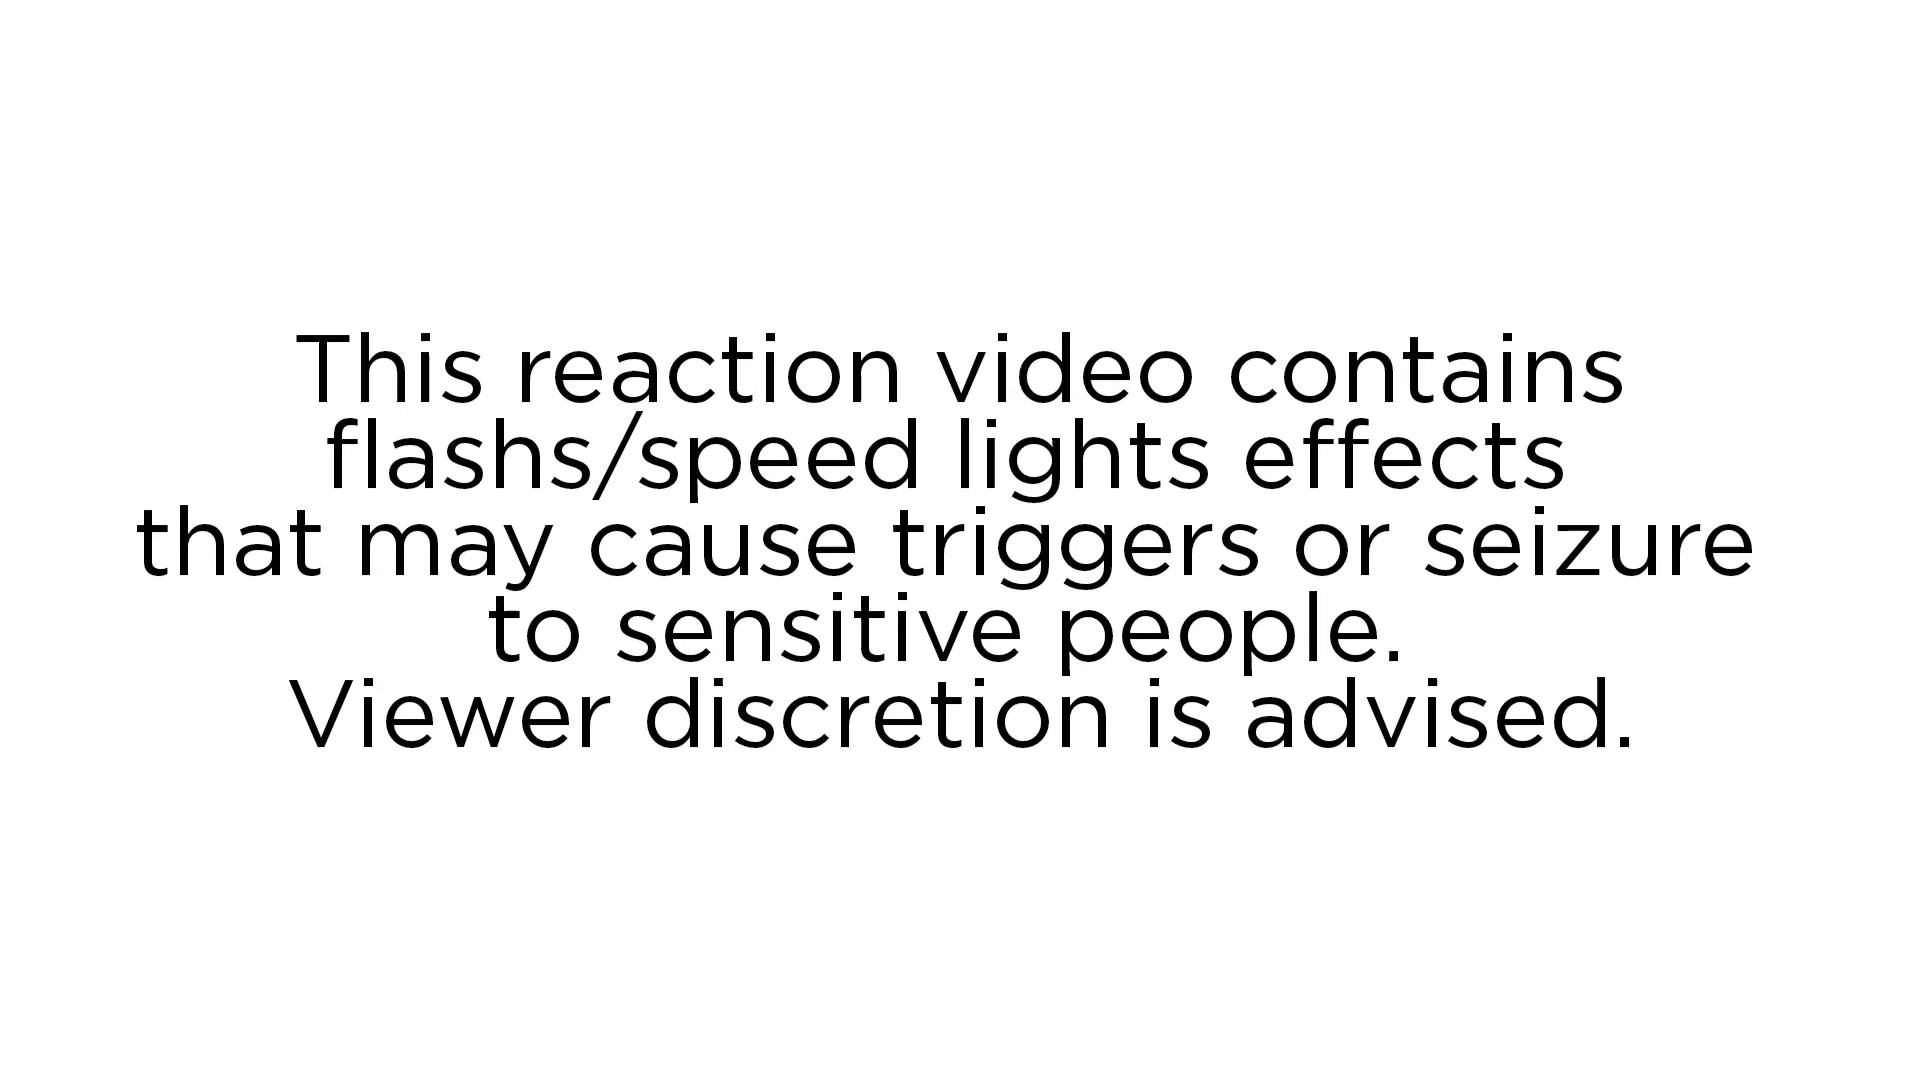 This reaction video contains
flashs/speed lights effects
that may cause triggers or seizure
to sensitive people.
Viewer discretion is advised.